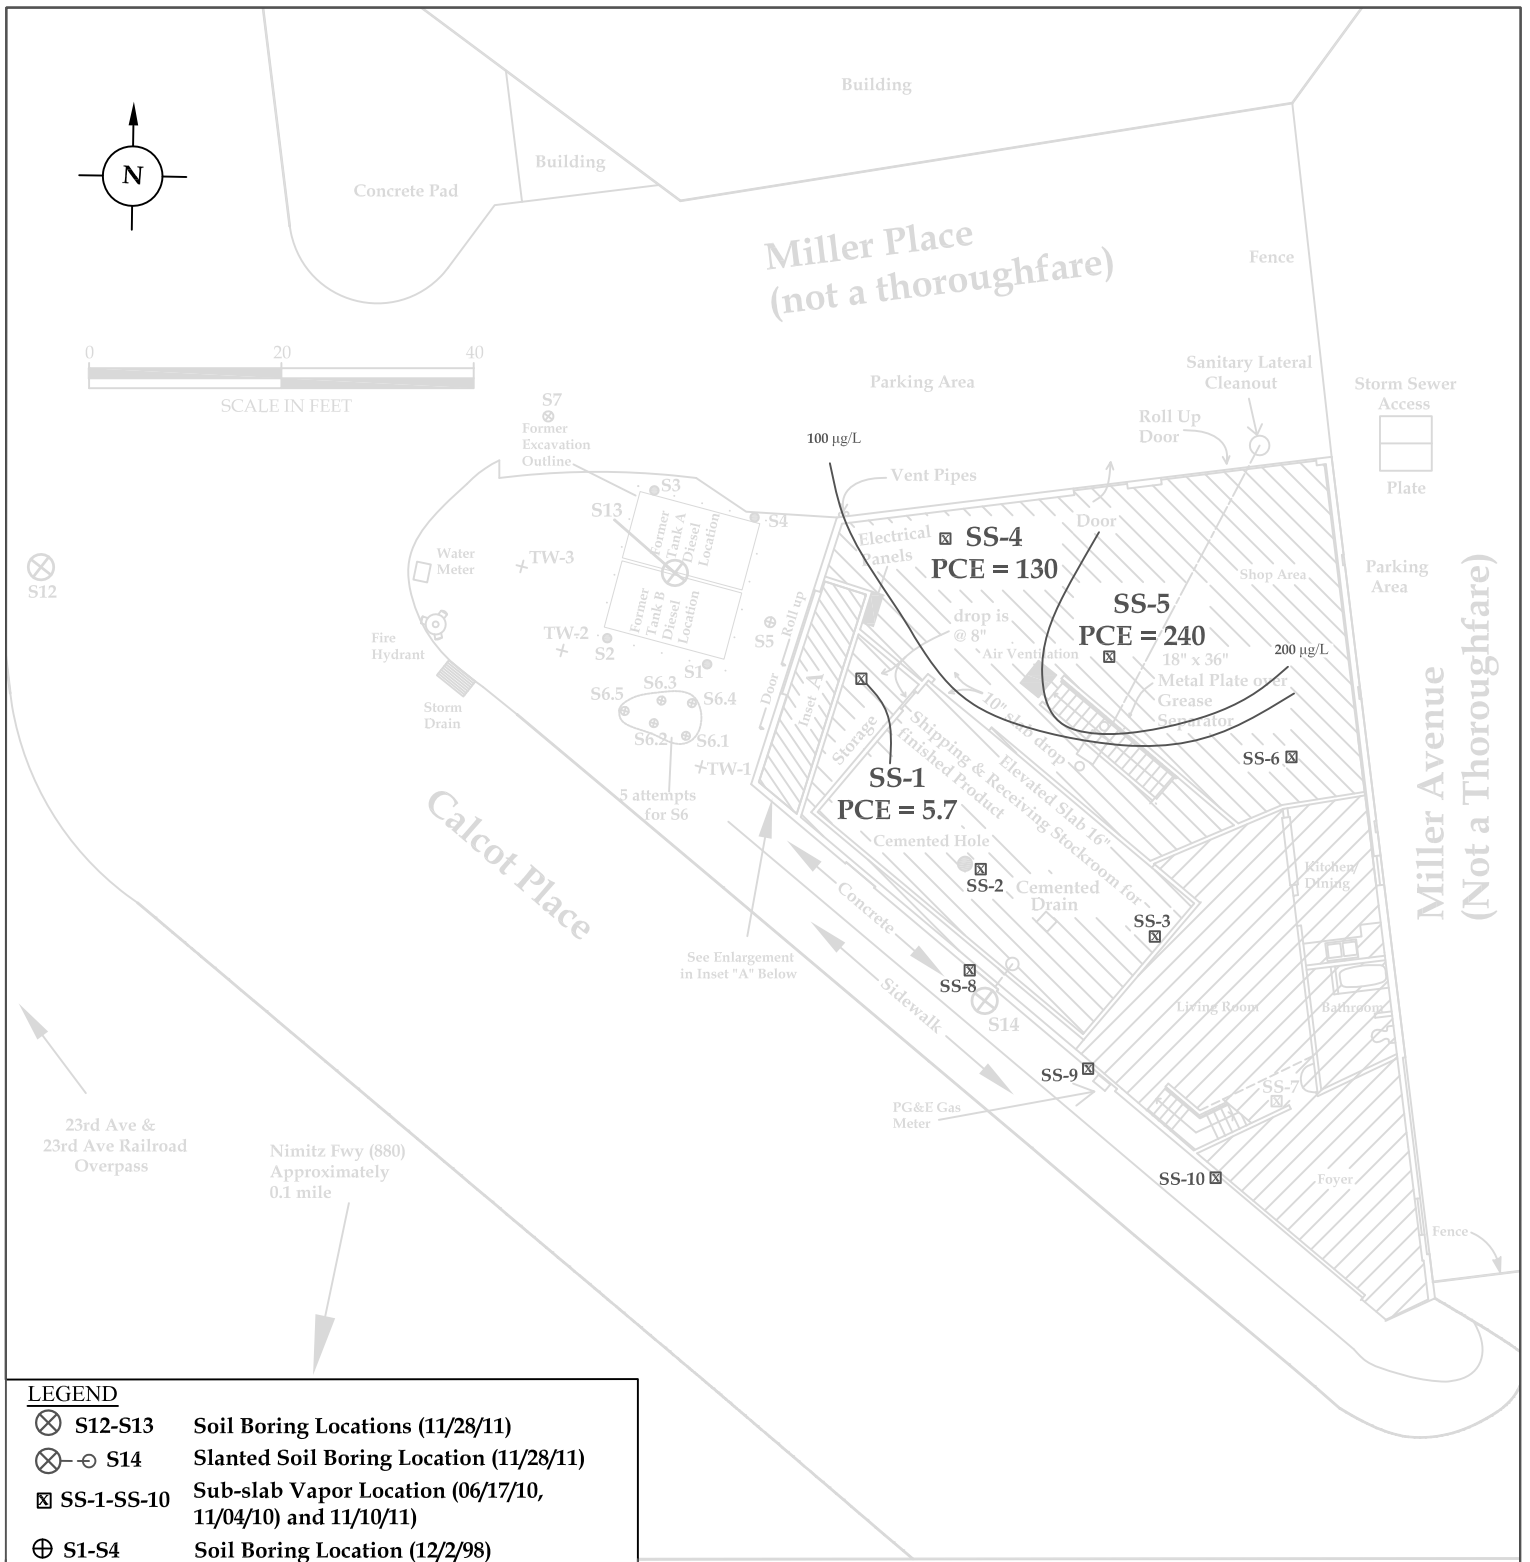 Building
Building
Concrete Pad
N
Miller Place
(not a thoroughfare)
Fence
0 20 40
SCALE IN FEET
Parking Area
Sanitary Lateral
Cleanout
Storm Sewer
Access
Plate
Roll Up
Door
S7
Former
Excavation
Outline
100 µg/L
Vent Pipes
S3
S13
S4
Former
Tank A
Diesel
Location
Former
Tank B
Diesel
Location
Electrical
Panels
SS-4
PCE = 130
Door
Shop Area
Parking
Area
Water
Meter
TW-3
S12
SS-5
PCE = 240
drop is
@ 8"
Air Ventilation
200 µg/L
18" x 36"
Metal Plate over
Grease
Separator
Fire
Hydrant
TW-2
S2
S5
Roll up
Door
S1
S6.3
S6.4
S6.5
S6.2
S6.1
TW-1
Storm
Drain
Inset A
Storage
10" slab drop
Elevated Slab 16"
Shipping & Receiving Stockroom for
finished Product
SS-6
Miller Avenue
(Not a Thoroughfare)
5 attempts
for S6
SS-1
PCE = 5.7
Calcot Place
Cemented Hole
SS-2
Cemented
Drain
Kitchen/
Dining
SS-3
Concrete
See Enlargement
in Inset "A" Below
SS-8
Sidewalk
S14
Living Room
Bathroom
SS-9
SS-7
PG&E Gas
Meter
23rd Ave &
23rd Ave Railroad
Overpass
Nimitz Fwy (880)
Approximately
0.1 mile
SS-10
Foyer
Fence
LEGEND
S12-S13 Soil Boring Locations (11/28/11)
S14 Slanted Soil Boring Location (11/28/11)
SS-1-SS-10 Sub-slab Vapor Location (06/17/10,
11/04/10) and 11/10/11)
S1-S4 Soil Boring Location (12/2/98)